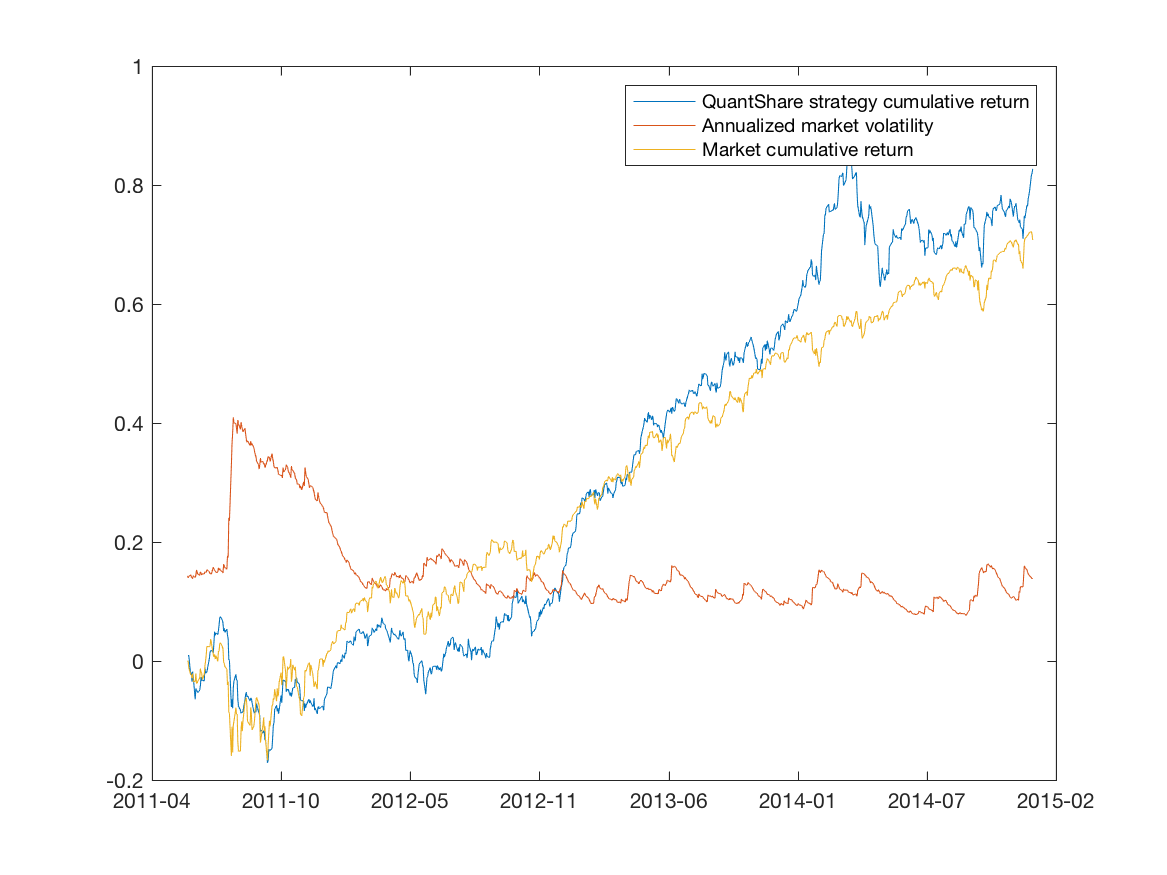 1
QuantShare strategy cumulative return
Annualized market volatility
Market cumulative return
0.8
0.6
0.4
0.2
0
-0.2
2011-04 2011-10 2012-05 2012-11 2013-06 2014-01 2014-07 2015-02